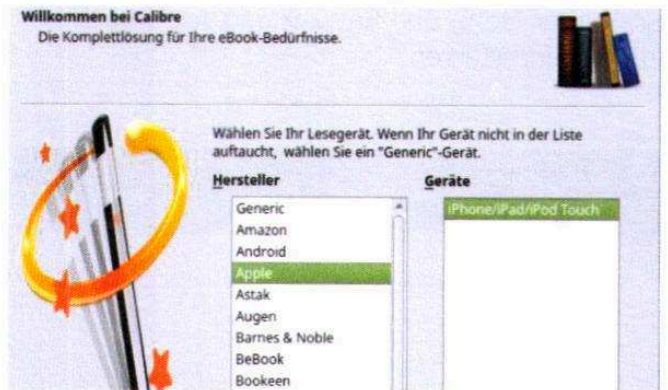 Willkommen bei Calibre
Die Komplettlösung für Ihre eBook-Bedürfnisse.
Wählen Sie Ihr Lesegerät. Wenn Ihr Gerät nicht in der Liste
auftaucht, wählen Sie ein "Generic"-Gerät.
Hersteller
Geräte
Generic
iPhone/iPad/iPod Touch
Amazon
Android
Apple
Astak
Augen
Barnes & Noble
BeBook
Bookeen